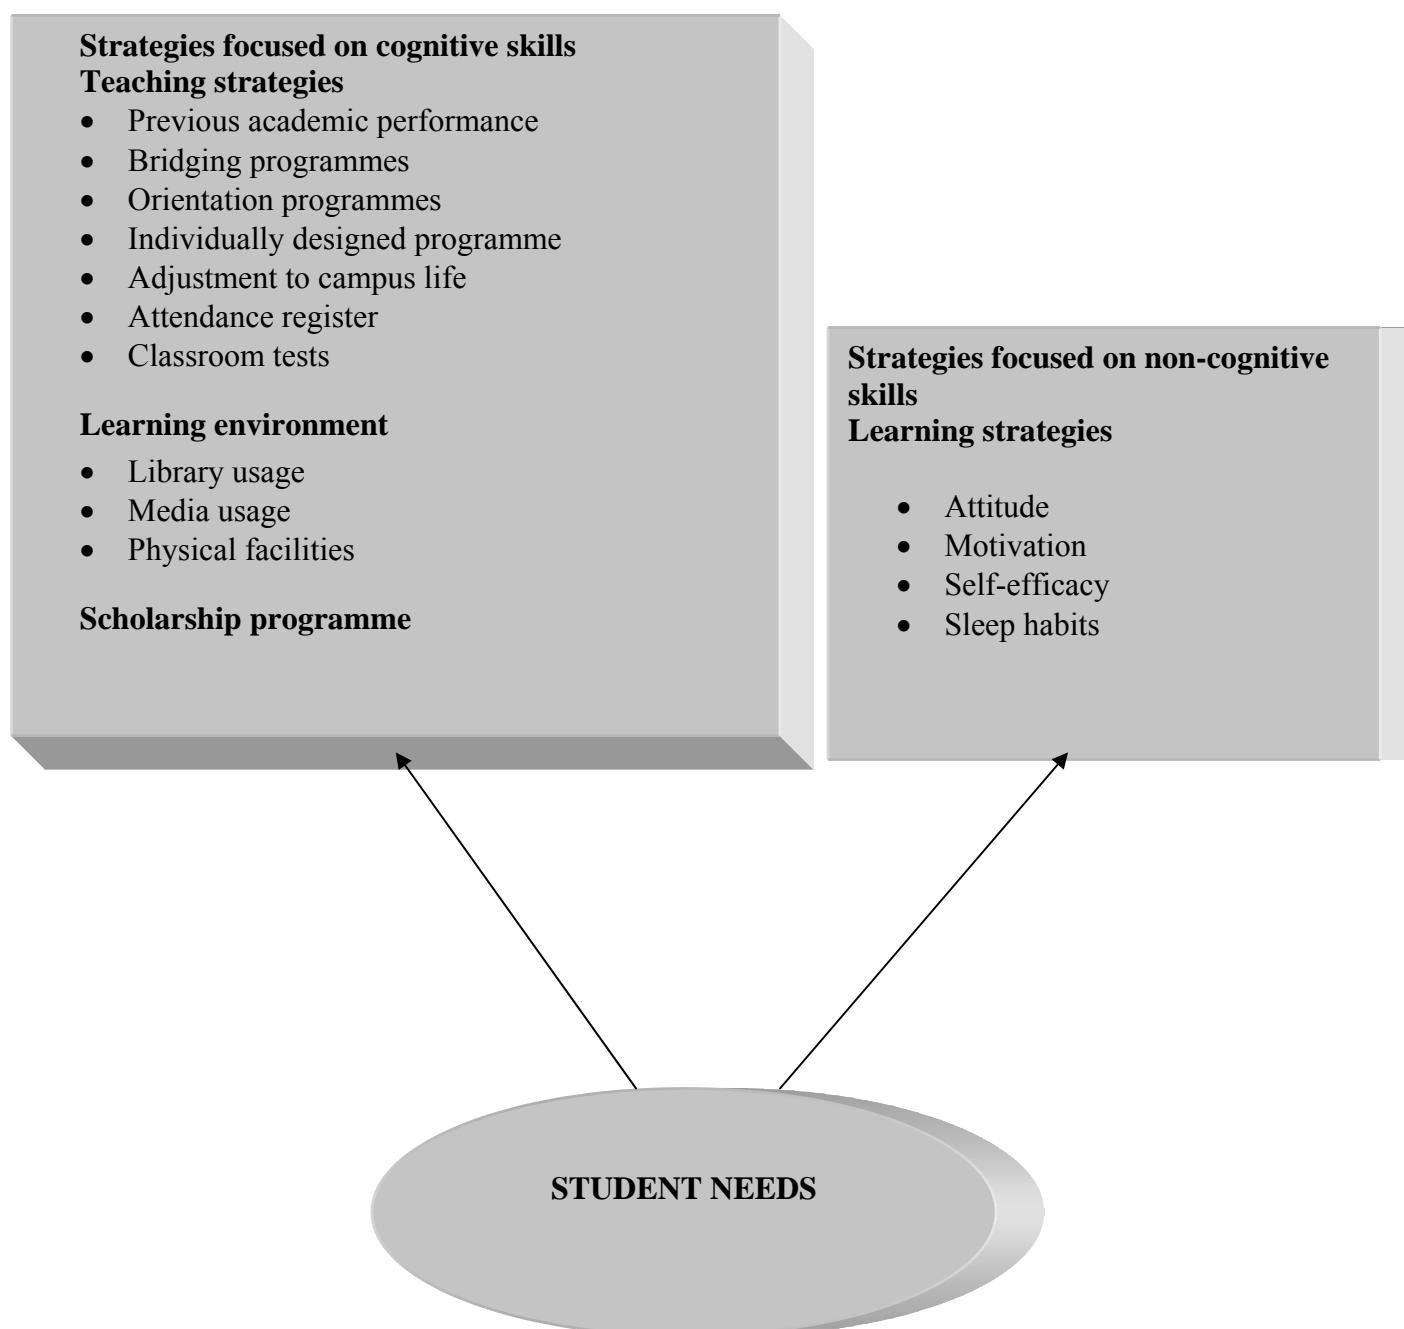 Strategies focused on cognitive skills
Teaching strategies
• Previous academic performance
• Bridging programmes
• Orientation programmes
• Individually designed programme
• Adjustment to campus life
• Attendance register
• Classroom tests
Learning environment
• Library usage
• Media usage
• Physical facilities
Scholarship programme
Strategies focused on non-cognitive
skills
Learning strategies
• Attitude
• Motivation
• Self-efficacy
• Sleep habits
STUDENT NEEDS